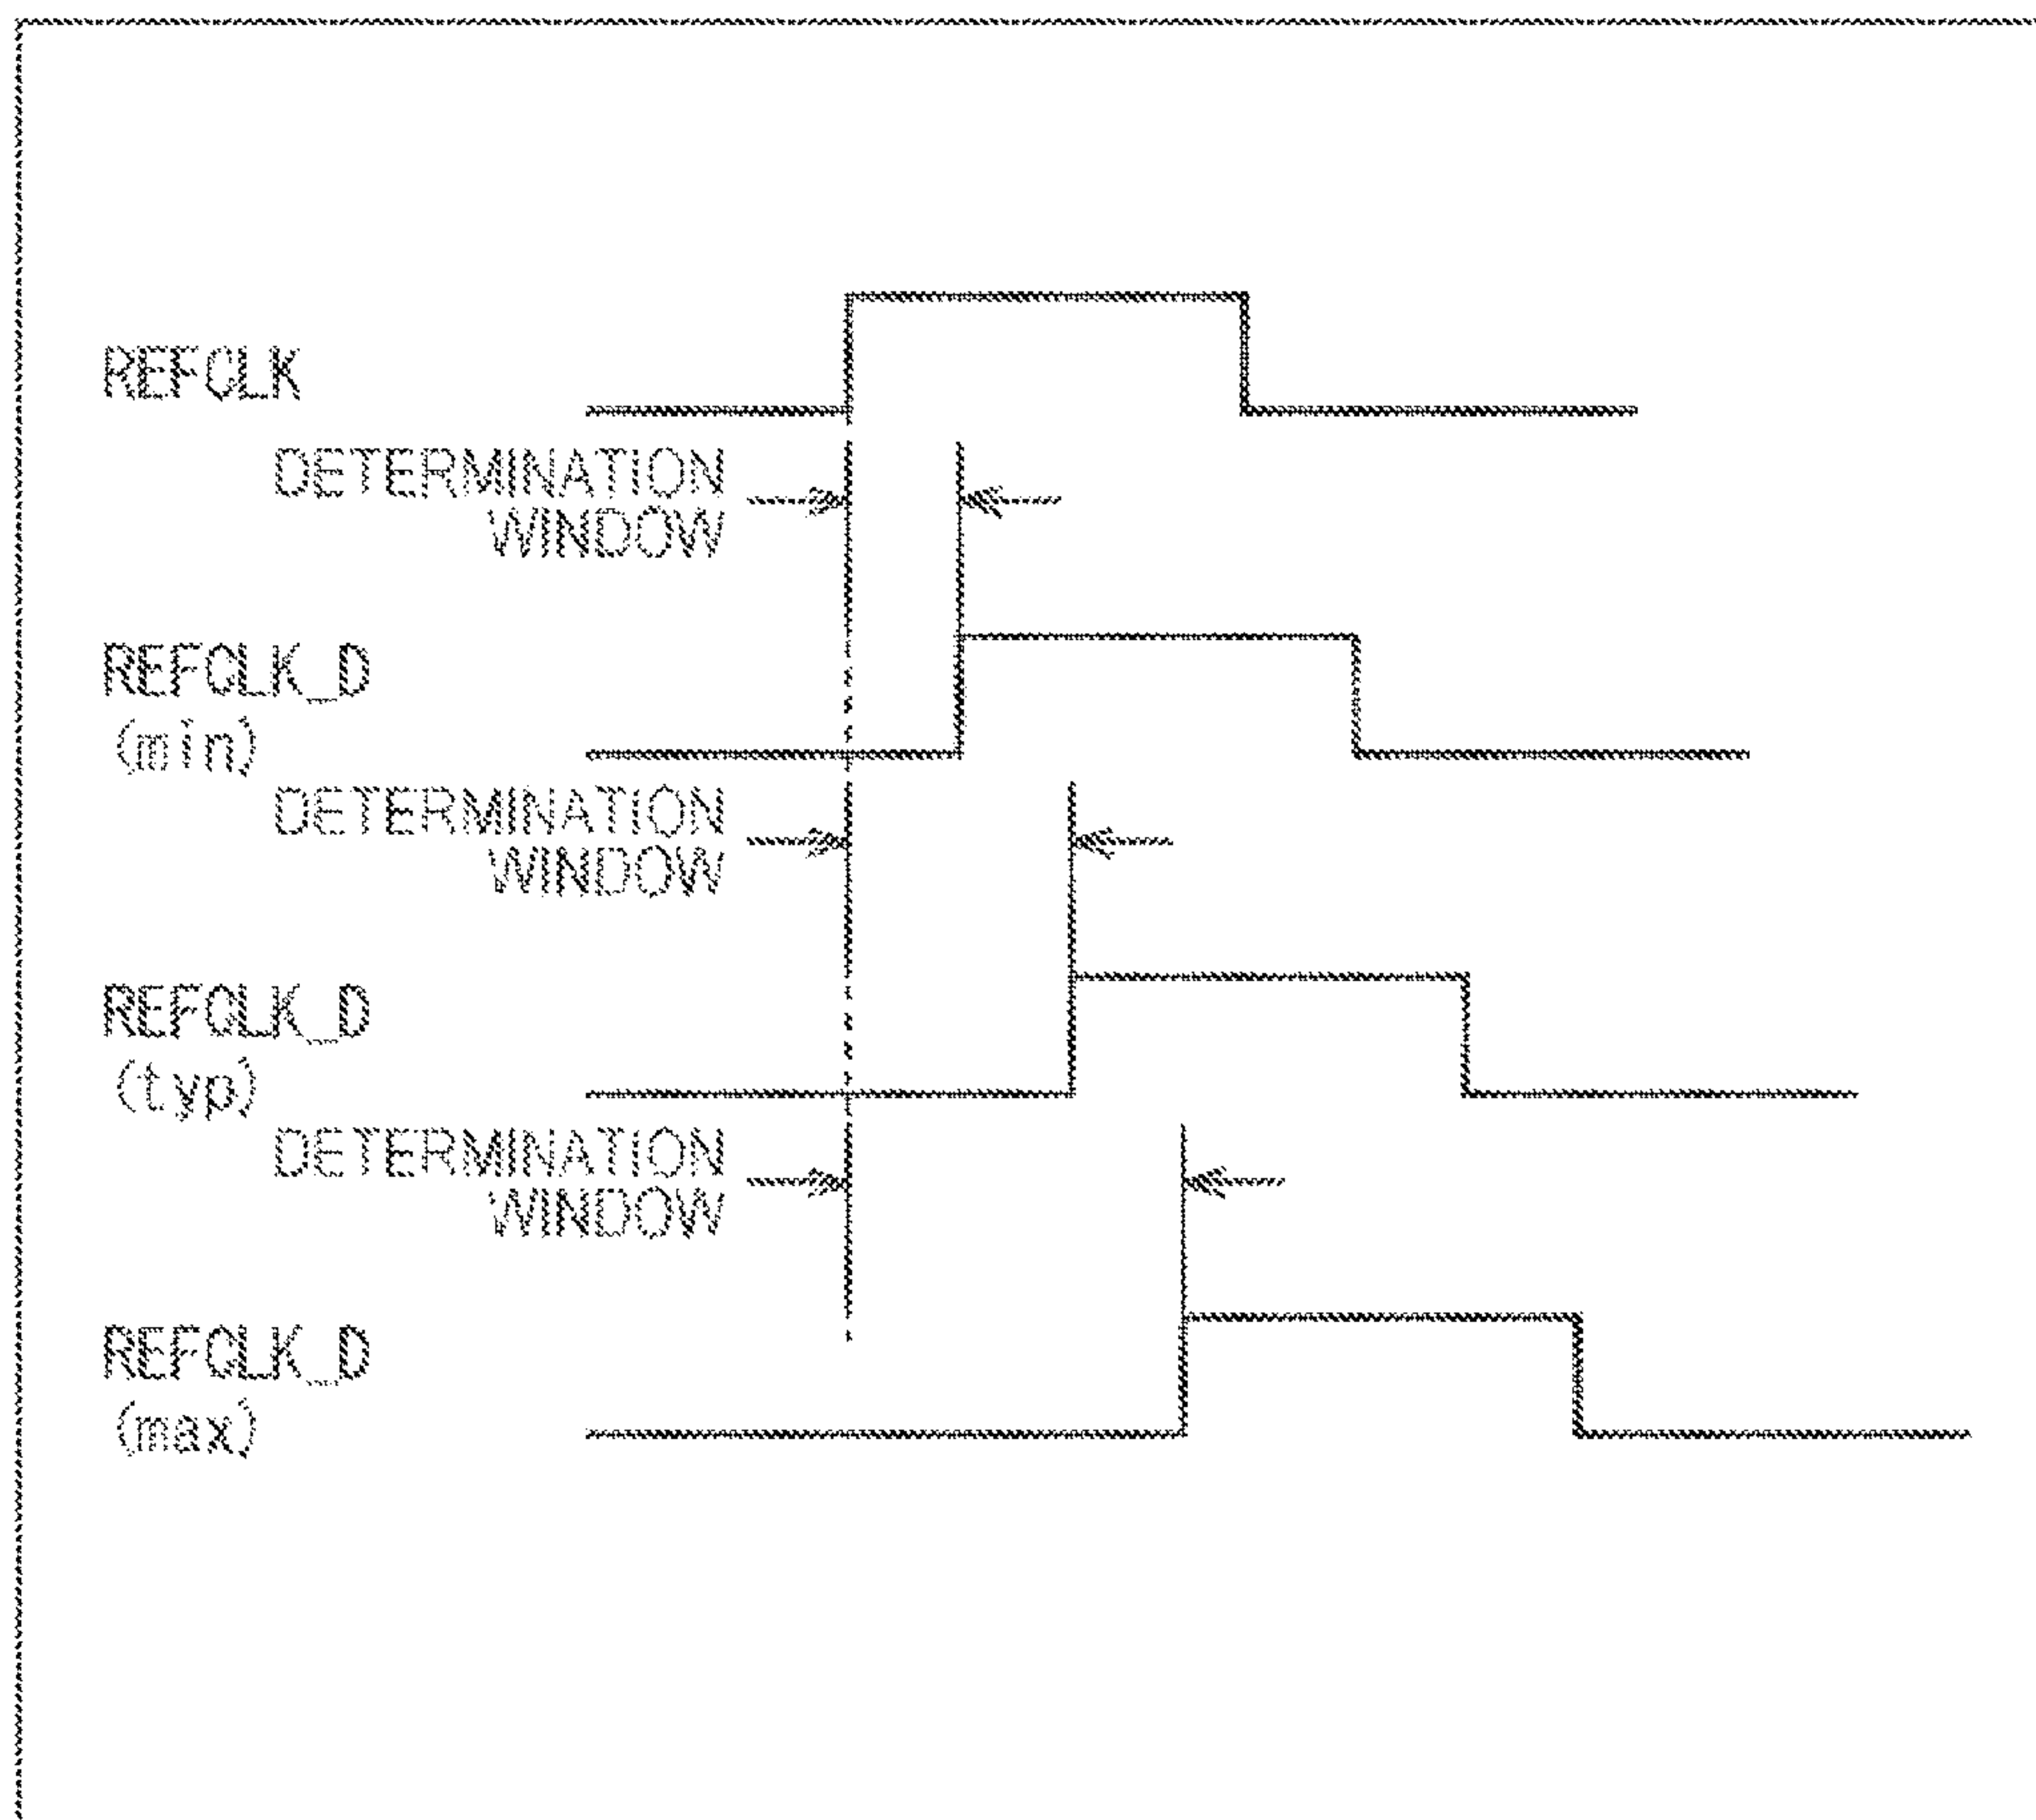 REFCLK
DETERMINATION
WINDOW
REFCLK_D
(min)
DETERMINATION
WINDOW
REFCLK_D
(typ)
DETERMINATION
WINDOW
REFCLK_D
(max)